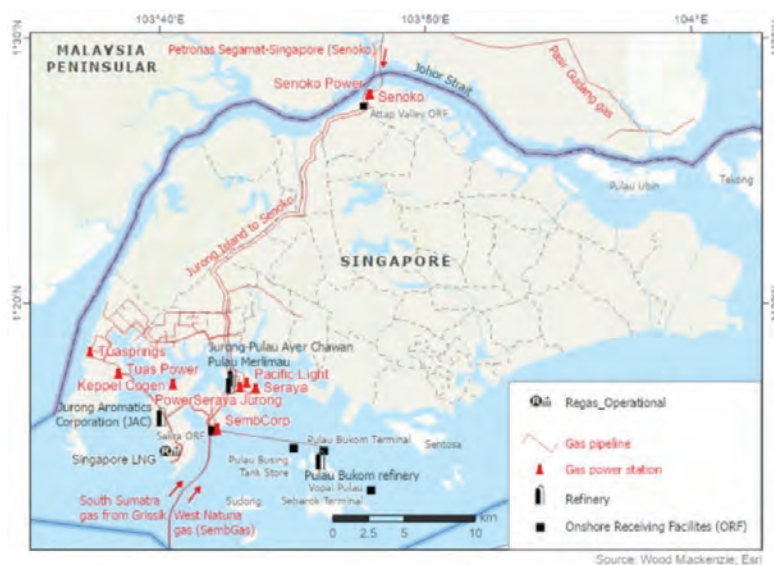 103°40'E
103°50'E
104°E
1°30'N
MALAYSIA
PENINSULAR
Petronas Segamat-Singapore (Senoko)
Senoko Power
Senoko
Attap Valley ORF
Johor Strait
Pasir Gudang gas
Pulau Ubin
Tekong
Jurong Island to Senoko
SINGAPORE
1°20'N
Jurong-Pulau Ayer Chawan
Pulau Merlimau
Tuasprings
Tuas Power
Keppel Cogen
Pacific Light
Seraya
PowerSeraya Jurong
Jurong Aromatics
Corporation (JAC)
Sakra ORF
SembCorp
Singapore LNG
Pulau Bukom Terminal
Sentosa
Pulau Busing
Tank Store
Pulau Bukom refinery
Vopak Pulau
Sebarok Terminal
Sudong
South Sumatra
gas from Grissik
West Natuna
gas (SembGas)
km
0 2.5 5 10
Regas_Operational
Gas pipeline
Gas power station
Refinery
Onshore Receiving Facilites (ORF)
Source: Wood Mackenzie, Esri